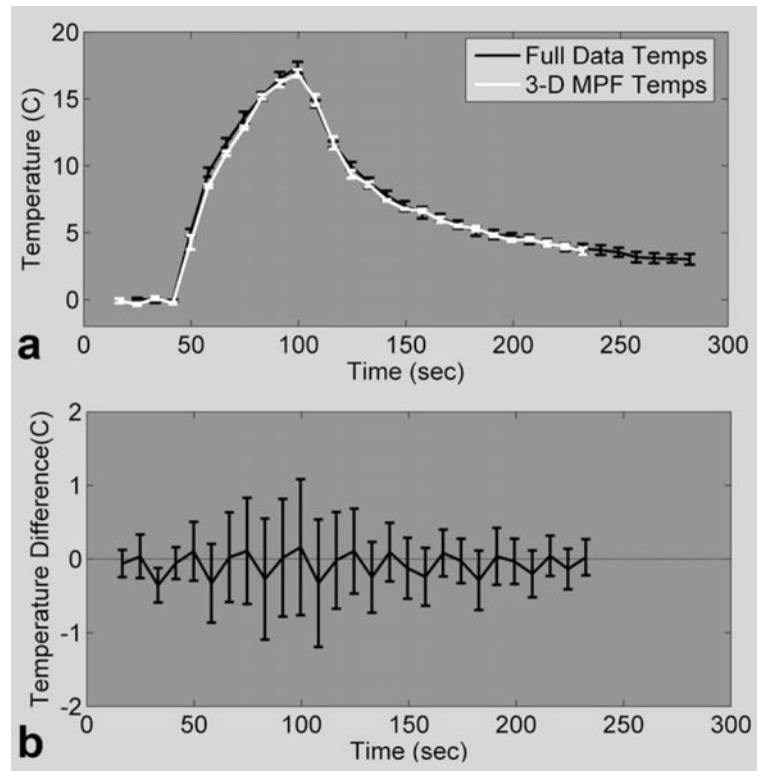 20
15
10
5
0
Temperature (C)
Full Data Temps
3-D MPF Temps
a
0 50 100 150 200 250 300
Time (sec)
2
1
0
-1
-2
Temperature Difference(C)
b
0 50 100 150 200 250 300
Time (sec)